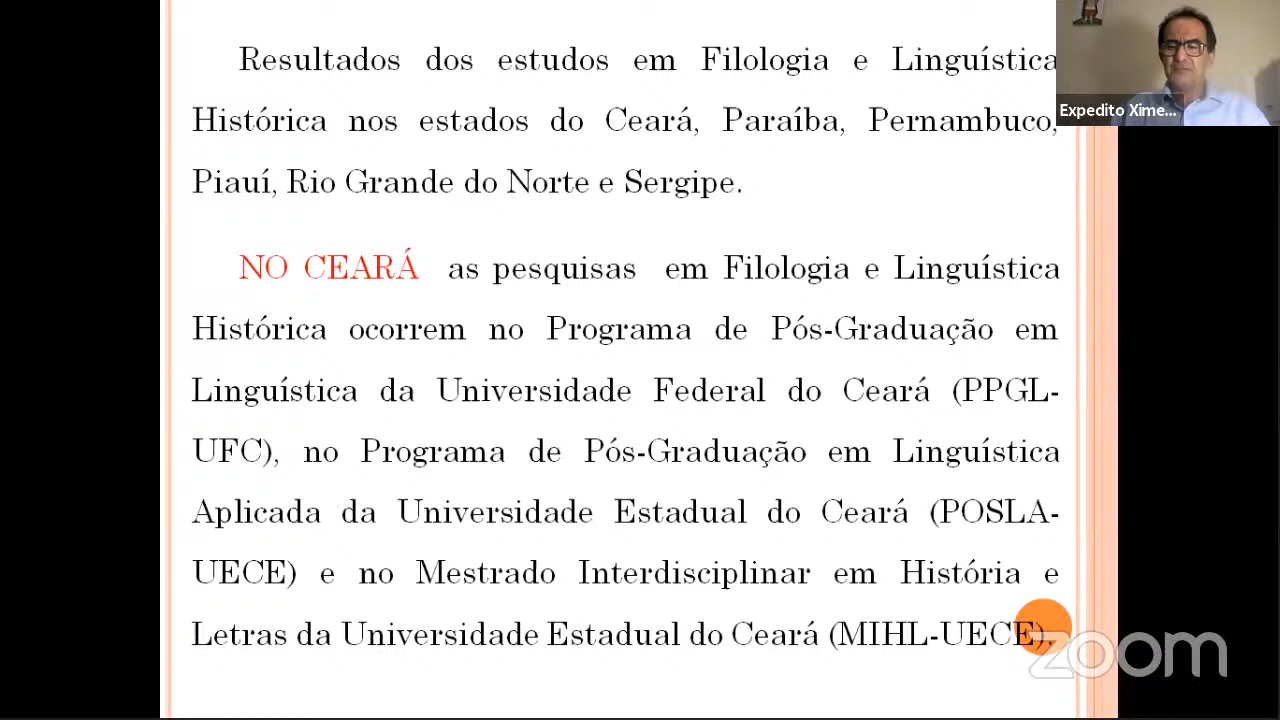 Resultados dos estudos em Filologia e Linguística
Histórica nos estados do Ceará, Paraíba, Pernambuco,
Piauí, Rio Grande do Norte e Sergipe.
NO CEARÁ as pesquisas em Filologia e Linguística
Histórica ocorrem no Programa de Pós-Graduação em
Linguística da Universidade Federal do Ceará (PPGL-
UFC), no Programa de Pós-Graduação em Linguística
Aplicada da Universidade Estadual do Ceará (POSLA-
UECE) e no Mestrado Interdisciplinar em História e
Letras da Universidade Estadual do Ceará (MIHL-UECE).
Expedito Xime...
zoom